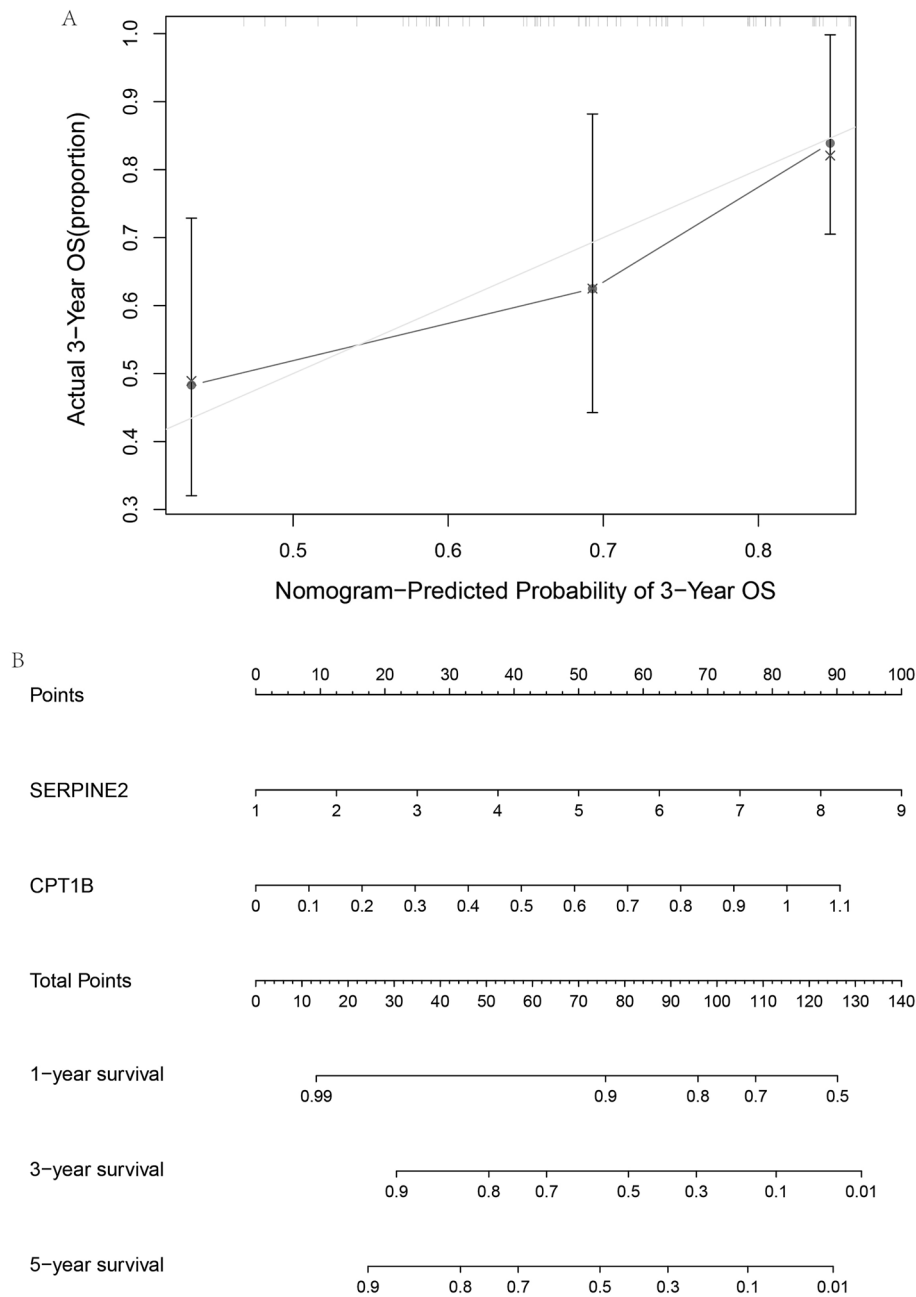 A
1.0
0.9
0.8
0.7
0.6
0.5
0.4
0.3
Actual 3−Year OS(proportion)
0.5 0.6 0.7 0.8
Nomogram−Predicted Probability of 3−Year OS
B
0 10 20 30 40 50 60 70 80 90 100
Points
SERPINE2
1 2 3 4 5 6 7 8 9
CPT1B
0 0.1 0.2 0.3 0.4 0.5 0.6 0.7 0.8 0.9 1 1.1
Total Points
0 10 20 30 40 50 60 70 80 90 100 110 120 130 140
1−year survival
0.99 0.9 0.8 0.7 0.5
3−year survival
0.9 0.8 0.7 0.5 0.3 0.1 0.01
5−year survival
0.9 0.8 0.7 0.5 0.3 0.1 0.01